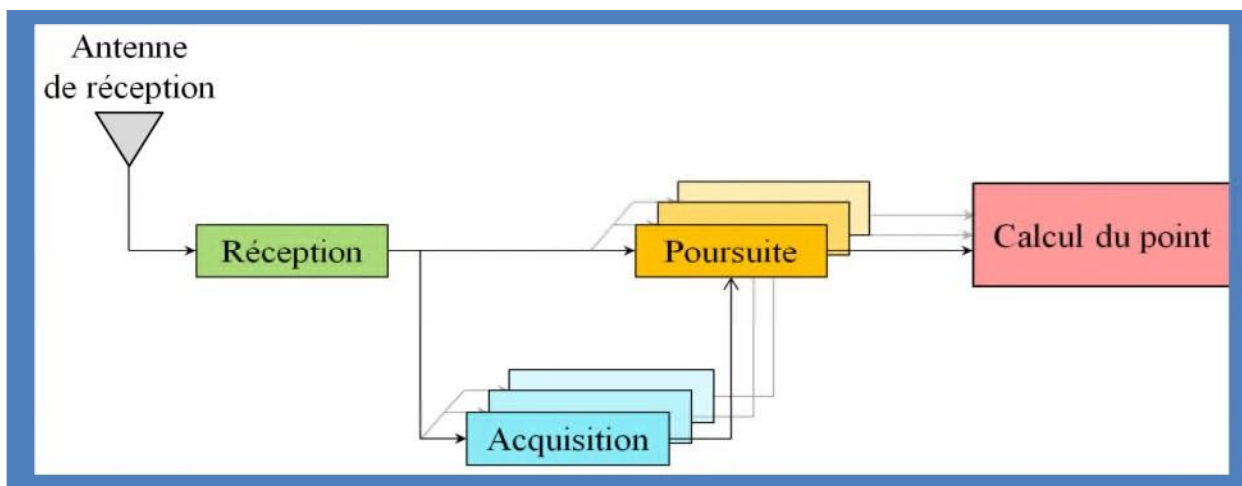 Antenne
de réception
Réception
Poursuite
Calcul du point
Acquisition